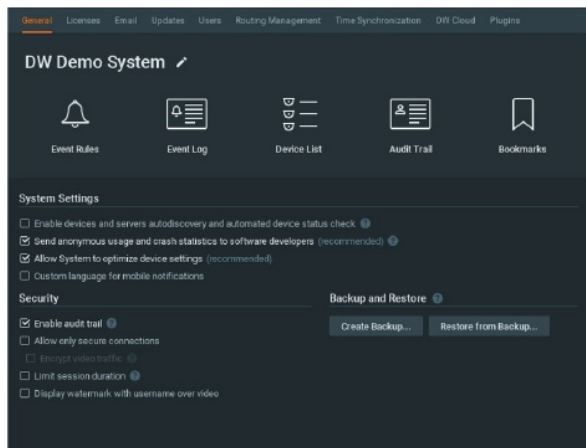 General Licenses Email Updates Users Routing Management Time Synchronization DW Cloud Plugins
DW Demo System
Event Rules Event Log Device List Audit Trail Bookmarks
System Settings
Enable devices and servers autodiscovery and automated device status check ?
Send anonymous usage and crash statistics to software developers (recommended) ?
Allow System to optimize device settings (recommended)
Custom language for mobile notifications
Security
Enable audit trail ?
Allow only secure connections
Encrypt video traffic ?
Limit session duration ?
Display watermark with username over video
Backup and Restore ?
Create Backup... Restore from Backup...